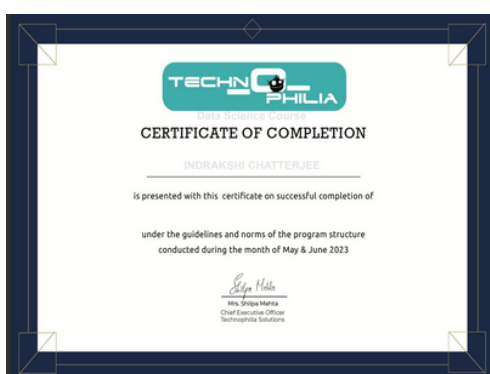 TECHNO
PHILIA
Data Science Course
CERTIFICATE OF COMPLETION
INDRAKSHI CHATTERJEE
is presented with this certificate on successful completion of
under the guidelines and norms of the program structure
conducted during the month of May & June 2023
Shilpa Mehta
Mrs. Shilpa Mehta
Chief Executive Officer
Technophilia Solutions